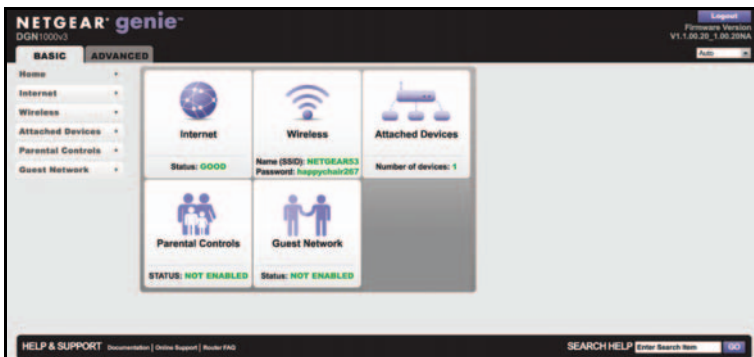 NETGEAR® genie™
DGN1000v3
Logout
Firmware Version
V1.1.00.20_1.00.20NA
BASIC
ADVANCED
Auto
Home
Internet
Wireless
Attached Devices
Parental Controls
Guest Network
Internet
Status: GOOD
Wireless
Name (SSID): NETGEAR53
Password: happychair267
Attached Devices
Number of devices: 1
Parental Controls
STATUS: NOT ENABLED
Guest Network
Status: NOT ENABLED
HELP & SUPPORT Documentation | Online Support | Router FAQ
SEARCH HELP Enter Search Item GO